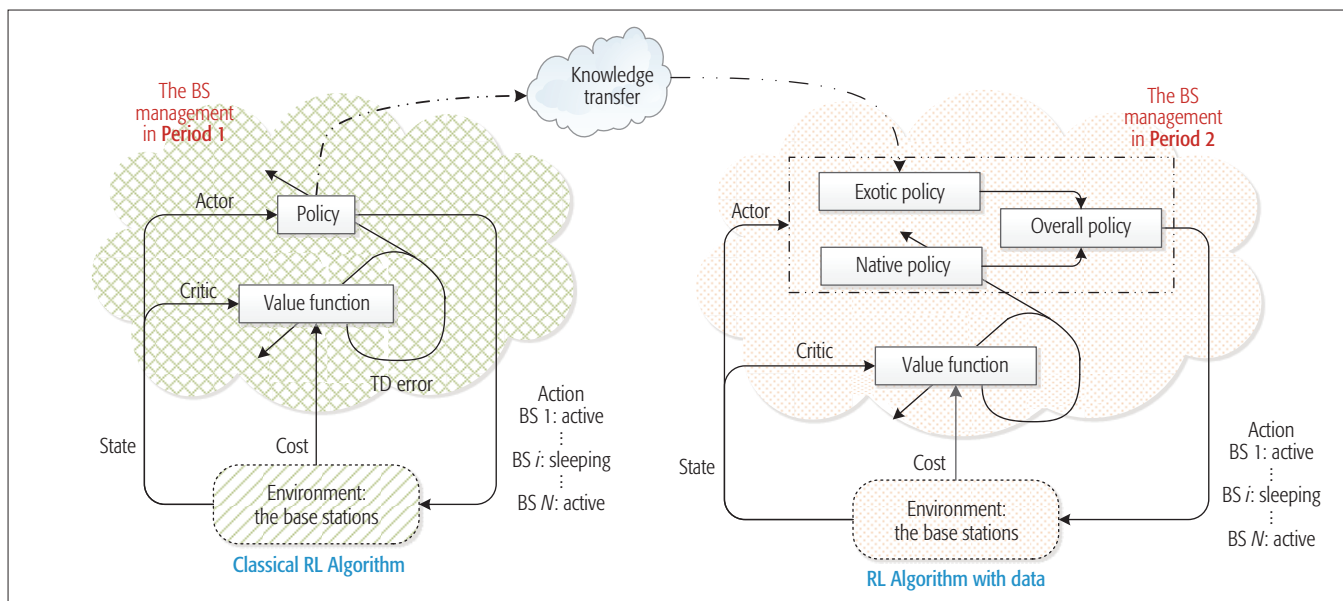 Knowledge
transfer
The BS
management
in Period 1
Actor
Policy
Critic
Value function
TD error
State
Cost
Action
BS 1: active
⋮
BS i: sleeping
⋮
BS N: active
Environment:
the base stations
Classical RL Algorithm
The BS
management
in Period 2
Exotic policy
Actor
Overall policy
Native policy
Critic
Value function
State
Cost
Action
BS 1: active
⋮
BS i: sleeping
⋮
BS N: active
Environment:
the base stations
RL Algorithm with data